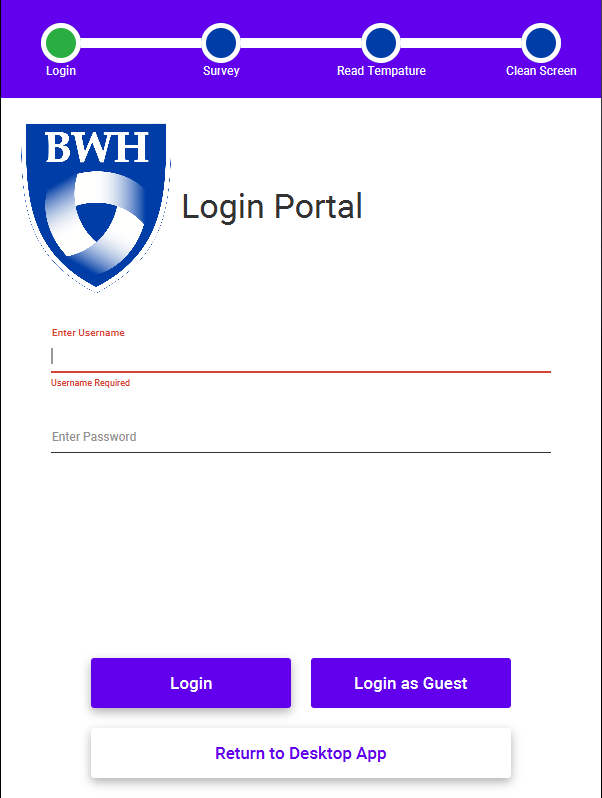 Login
Survey
Read Tempature
Clean Screen
BWH
Login Portal
Enter Username
Username Required
Enter Password
Login
Login as Guest
Return to Desktop App